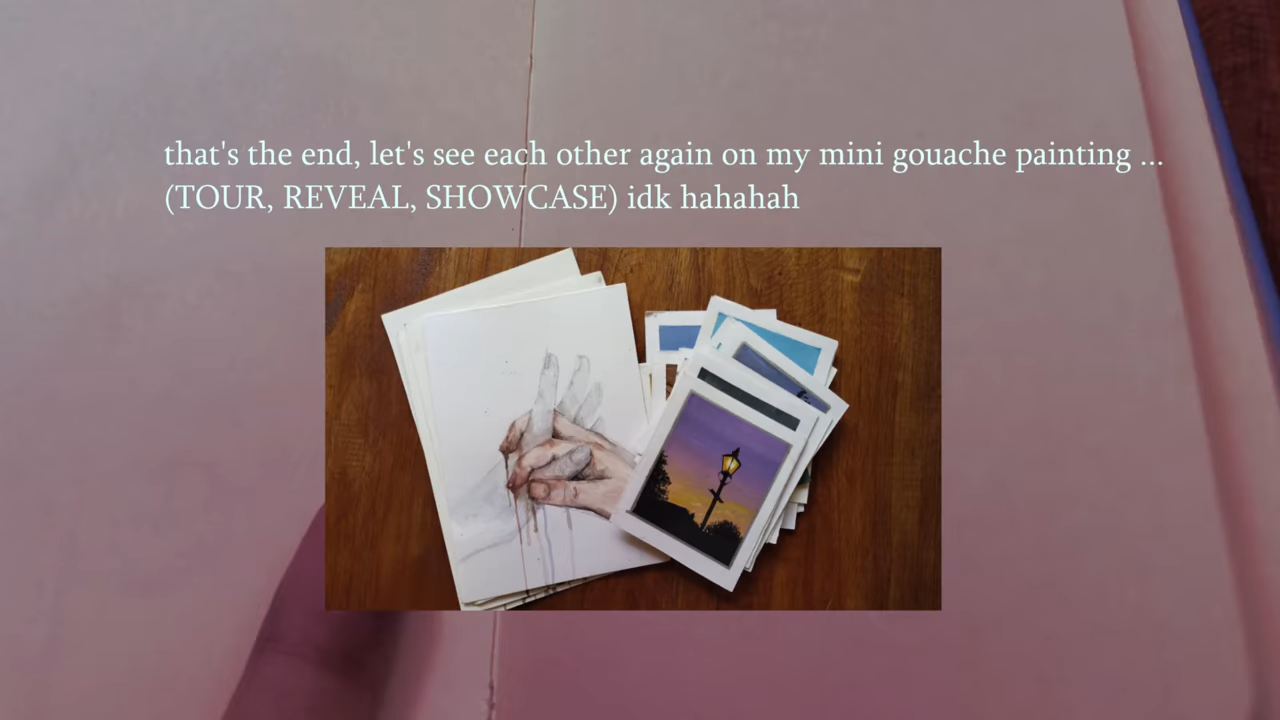 that's the end, let's see each other again on my mini gouache painting ...
(TOUR, REVEAL, SHOWCASE) idk hahahah